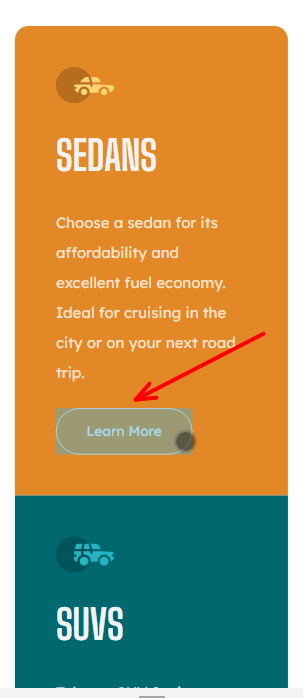 SEDANS
Choose a sedan for its
affordability and
excellent fuel economy.
Ideal for cruising in the
city or on your next road
trip.
Learn More
SUVS